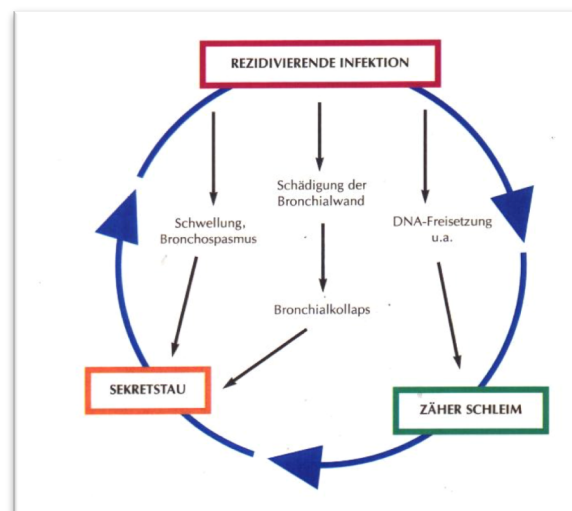 REZIDIVIERENDE INFEKTION
Schädigung der
Bronchialwand
Schwellung,
Bronchospasmus
DNA-Freisetzung
u.a.
Bronchialkollaps
SEKRETSTAU
ZÄHER SCHLEIM